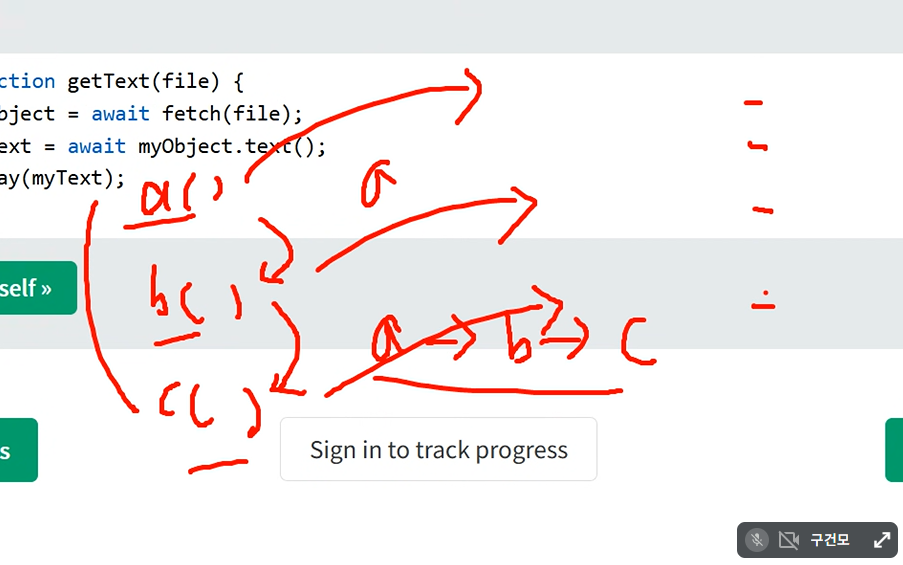 ction getText(file) {
bject = await fetch(file);
ext = await myObject.text();
ay(myText);
a()
a
b()
self »
a → b → c
c()
s
Sign in to track progress
구건모